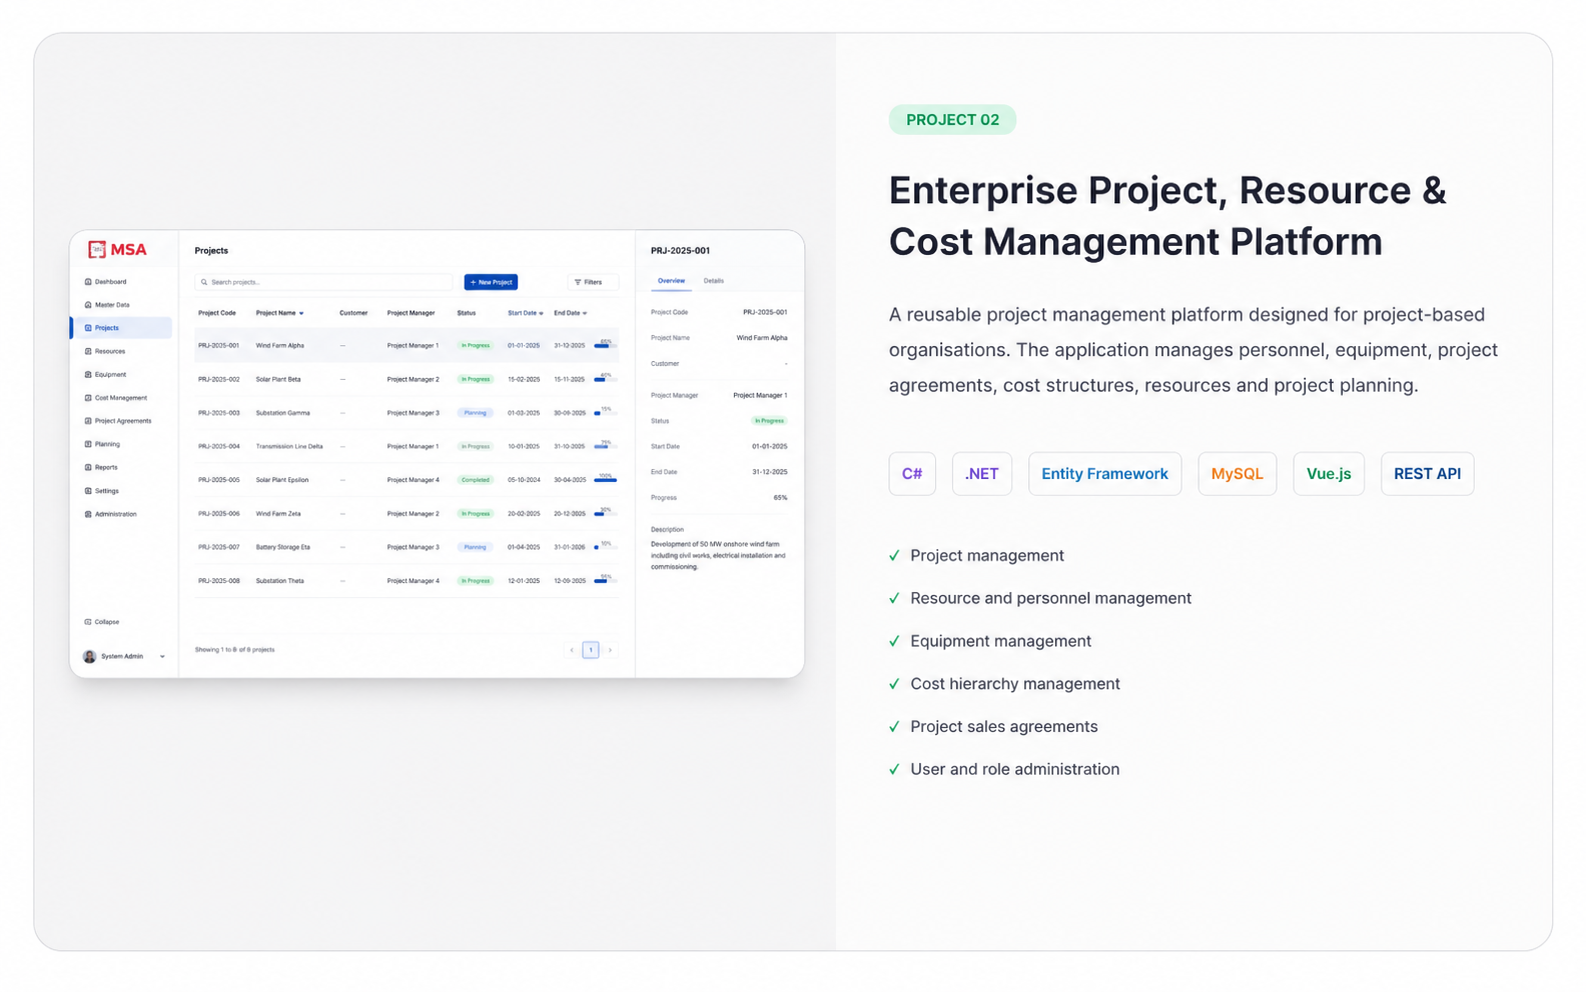 MSA
Dashboard
Master Data
Projects
Resources
Equipment
Cost Management
Project Agreements
Planning
Reports
Settings
Administration
Collapse
System Admin
Projects
Search projects...
+ New Project
Filters
Project Code Project Name Customer Project Manager Status Start Date End Date
PRJ-2025-001 Wind Farm Alpha — Project Manager 1 In Progress 01-01-2025 31-12-2025 65%
PRJ-2025-002 Solar Plant Beta — Project Manager 2 In Progress 15-02-2025 15-11-2025 40%
PRJ-2025-003 Substation Gamma — Project Manager 3 Planning 01-03-2025 30-09-2025 15%
PRJ-2025-004 Transmission Line Delta — Project Manager 1 In Progress 10-01-2025 31-10-2025
PRJ-2025-005 Solar Plant Epsilon — Project Manager 4 Completed 05-10-2024 30-04-2025 100%
PRJ-2025-006 Wind Farm Zeta — Project Manager 2 In Progress 20-02-2025 20-12-2025
PRJ-2025-007 Battery Storage Eta — Project Manager 3 Planning 01-04-2025 31-01-2026 10%
PRJ-2025-008 Substation Theta — Project Manager 4 In Progress 12-01-2025 12-09-2025
Showing 1 to 8 of 8 projects
< 1 >
PRJ-2025-001
Overview Details
Project Code PRJ-2025-001
Project Name Wind Farm Alpha
Customer -
Project Manager Project Manager 1
Status In Progress
Start Date 01-01-2025
End Date 31-12-2025
Progress 65%
Description
Development of 50 MW onshore wind farm
including civil works, electrical installation and
commissioning.
PROJECT 02
Enterprise Project, Resource &
Cost Management Platform
A reusable project management platform designed for project-based
organisations. The application manages personnel, equipment, project
agreements, cost structures, resources and project planning.
C# .NET Entity Framework MySQL Vue.js REST API
✓ Project management
✓ Resource and personnel management
✓ Equipment management
✓ Cost hierarchy management
✓ Project sales agreements
✓ User and role administration